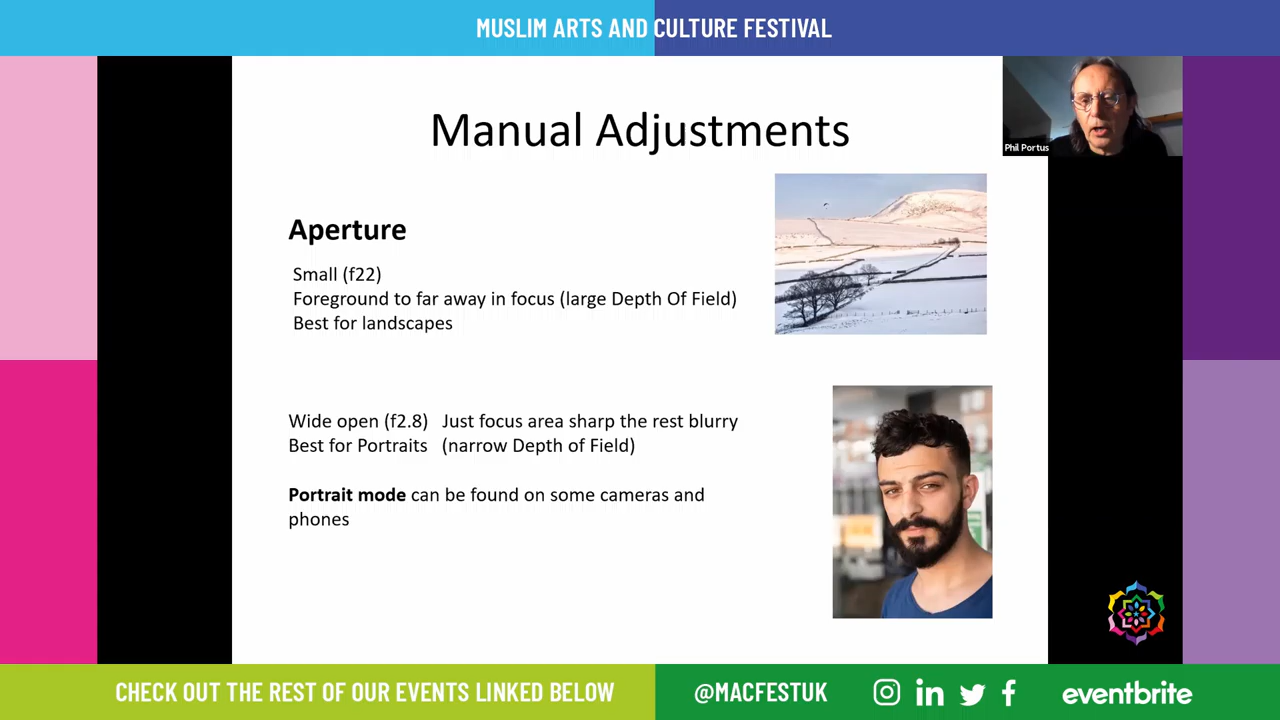 MUSLIM ARTS AND CULTURE FESTIVAL
Phil Portus
Manual Adjustments
Aperture
Small (f22)
Foreground to far away in focus (large Depth Of Field)
Best for landscapes
Wide open (f2.8) Just focus area sharp the rest blurry
Best for Portraits (narrow Depth of Field)
Portrait mode can be found on some cameras and
phones
CHECK OUT THE REST OF OUR EVENTS LINKED BELOW
@MACFESTUK
eventbrite